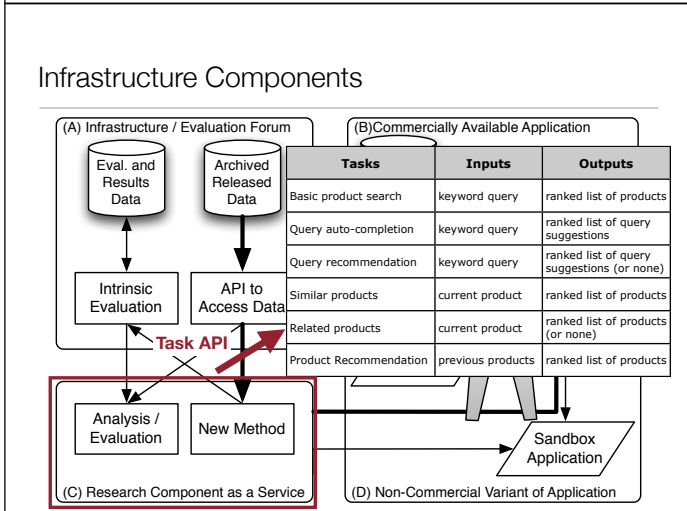 Infrastructure Components
(A) Infrastructure / Evaluation Forum
(B)Commercially Available Application
Eval. and
Results
Data
Archived
Released
Data
Intrinsic
Evaluation
API to
Access Data
Task API
Tasks Inputs Outputs
Basic product search keyword query ranked list of products
Query auto-completion keyword query ranked list of query
suggestions
Query recommendation keyword query ranked list of query
suggestions (or none)
Similar products current product ranked list of products
Related products current product ranked list of products
(or none)
Product Recommendation previous products ranked list of products
Analysis /
Evaluation
New Method
Sandbox
Application
(C) Research Component as a Service
(D) Non-Commercial Variant of Application